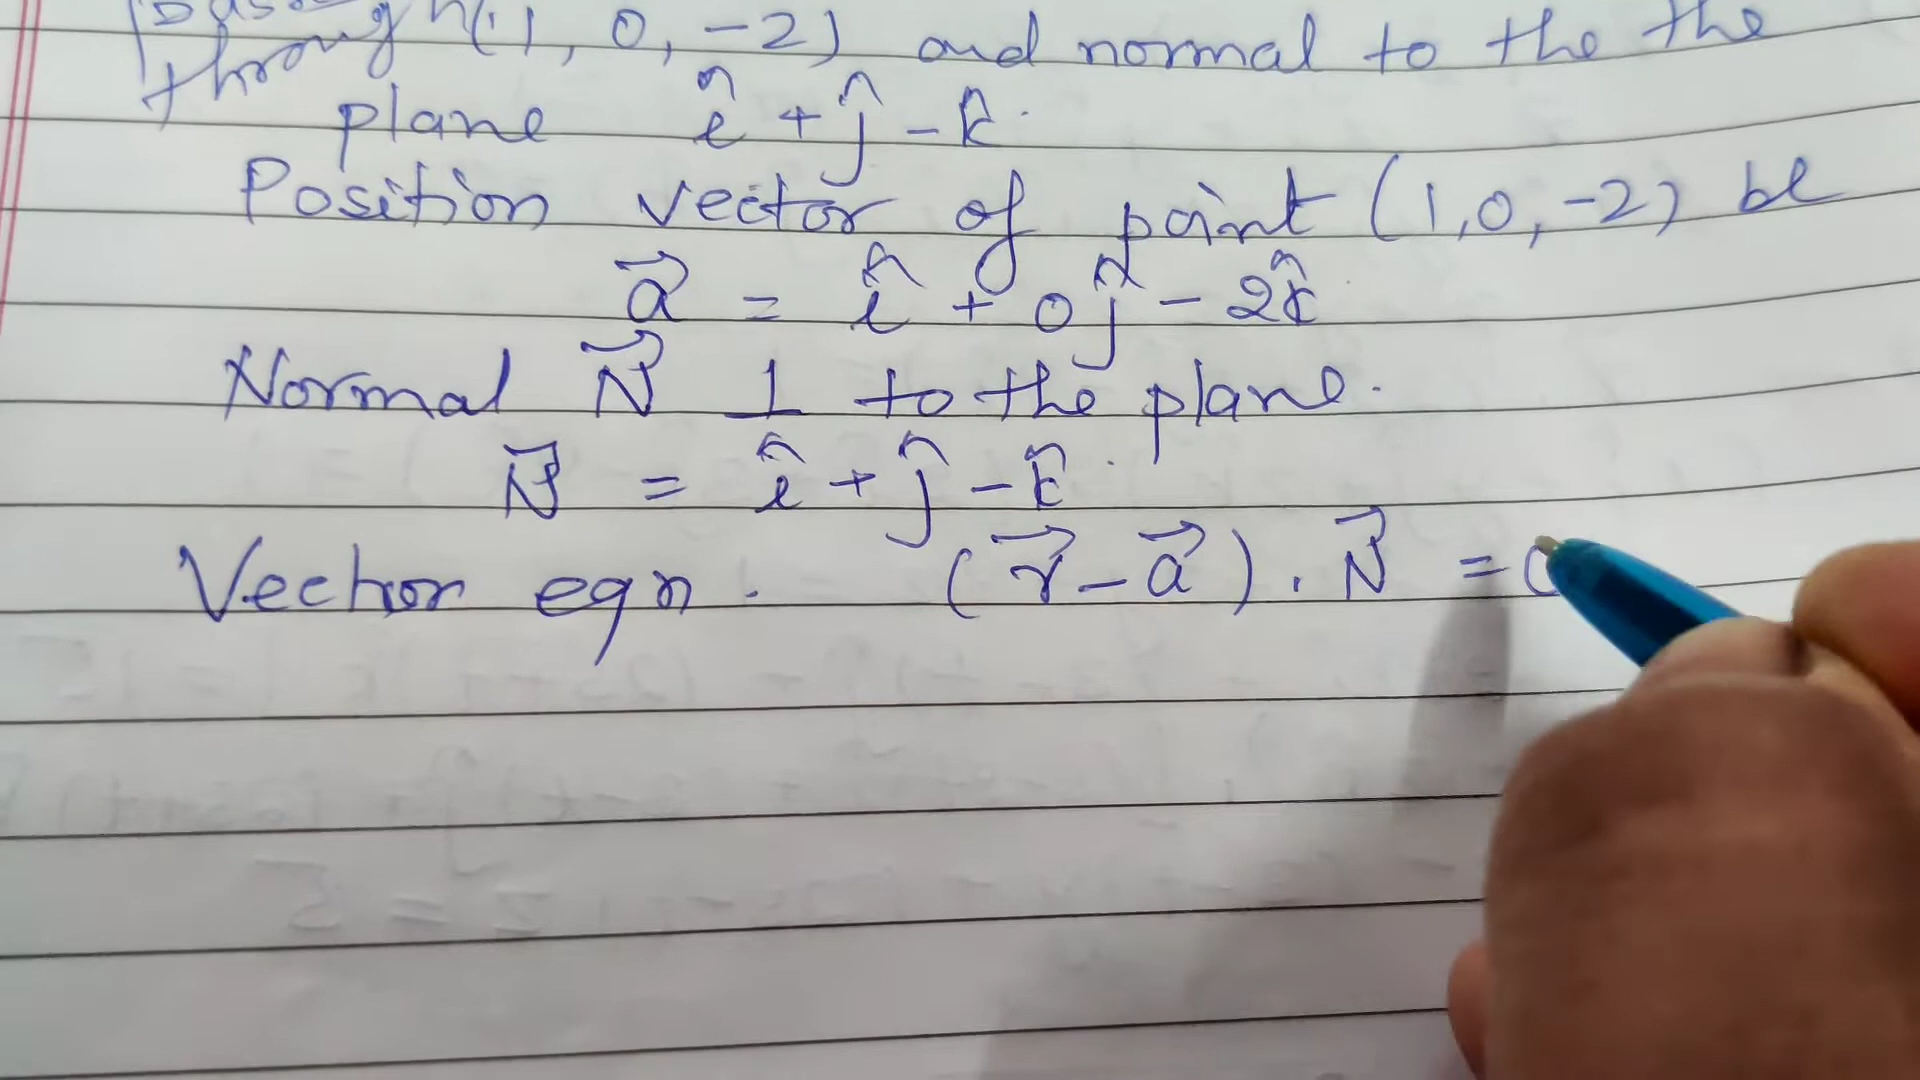 through (1, 0, -2) and normal to the the
plane î + ĵ - k̂.
Position vector of point (1, 0, -2) be
a⃗ = î + 0ĵ - 2k̂
Normal N⃗ ⊥ to the plane.
N⃗ = î + ĵ - k̂.
Vector eqn. (r⃗ - a⃗). N⃗ = 0